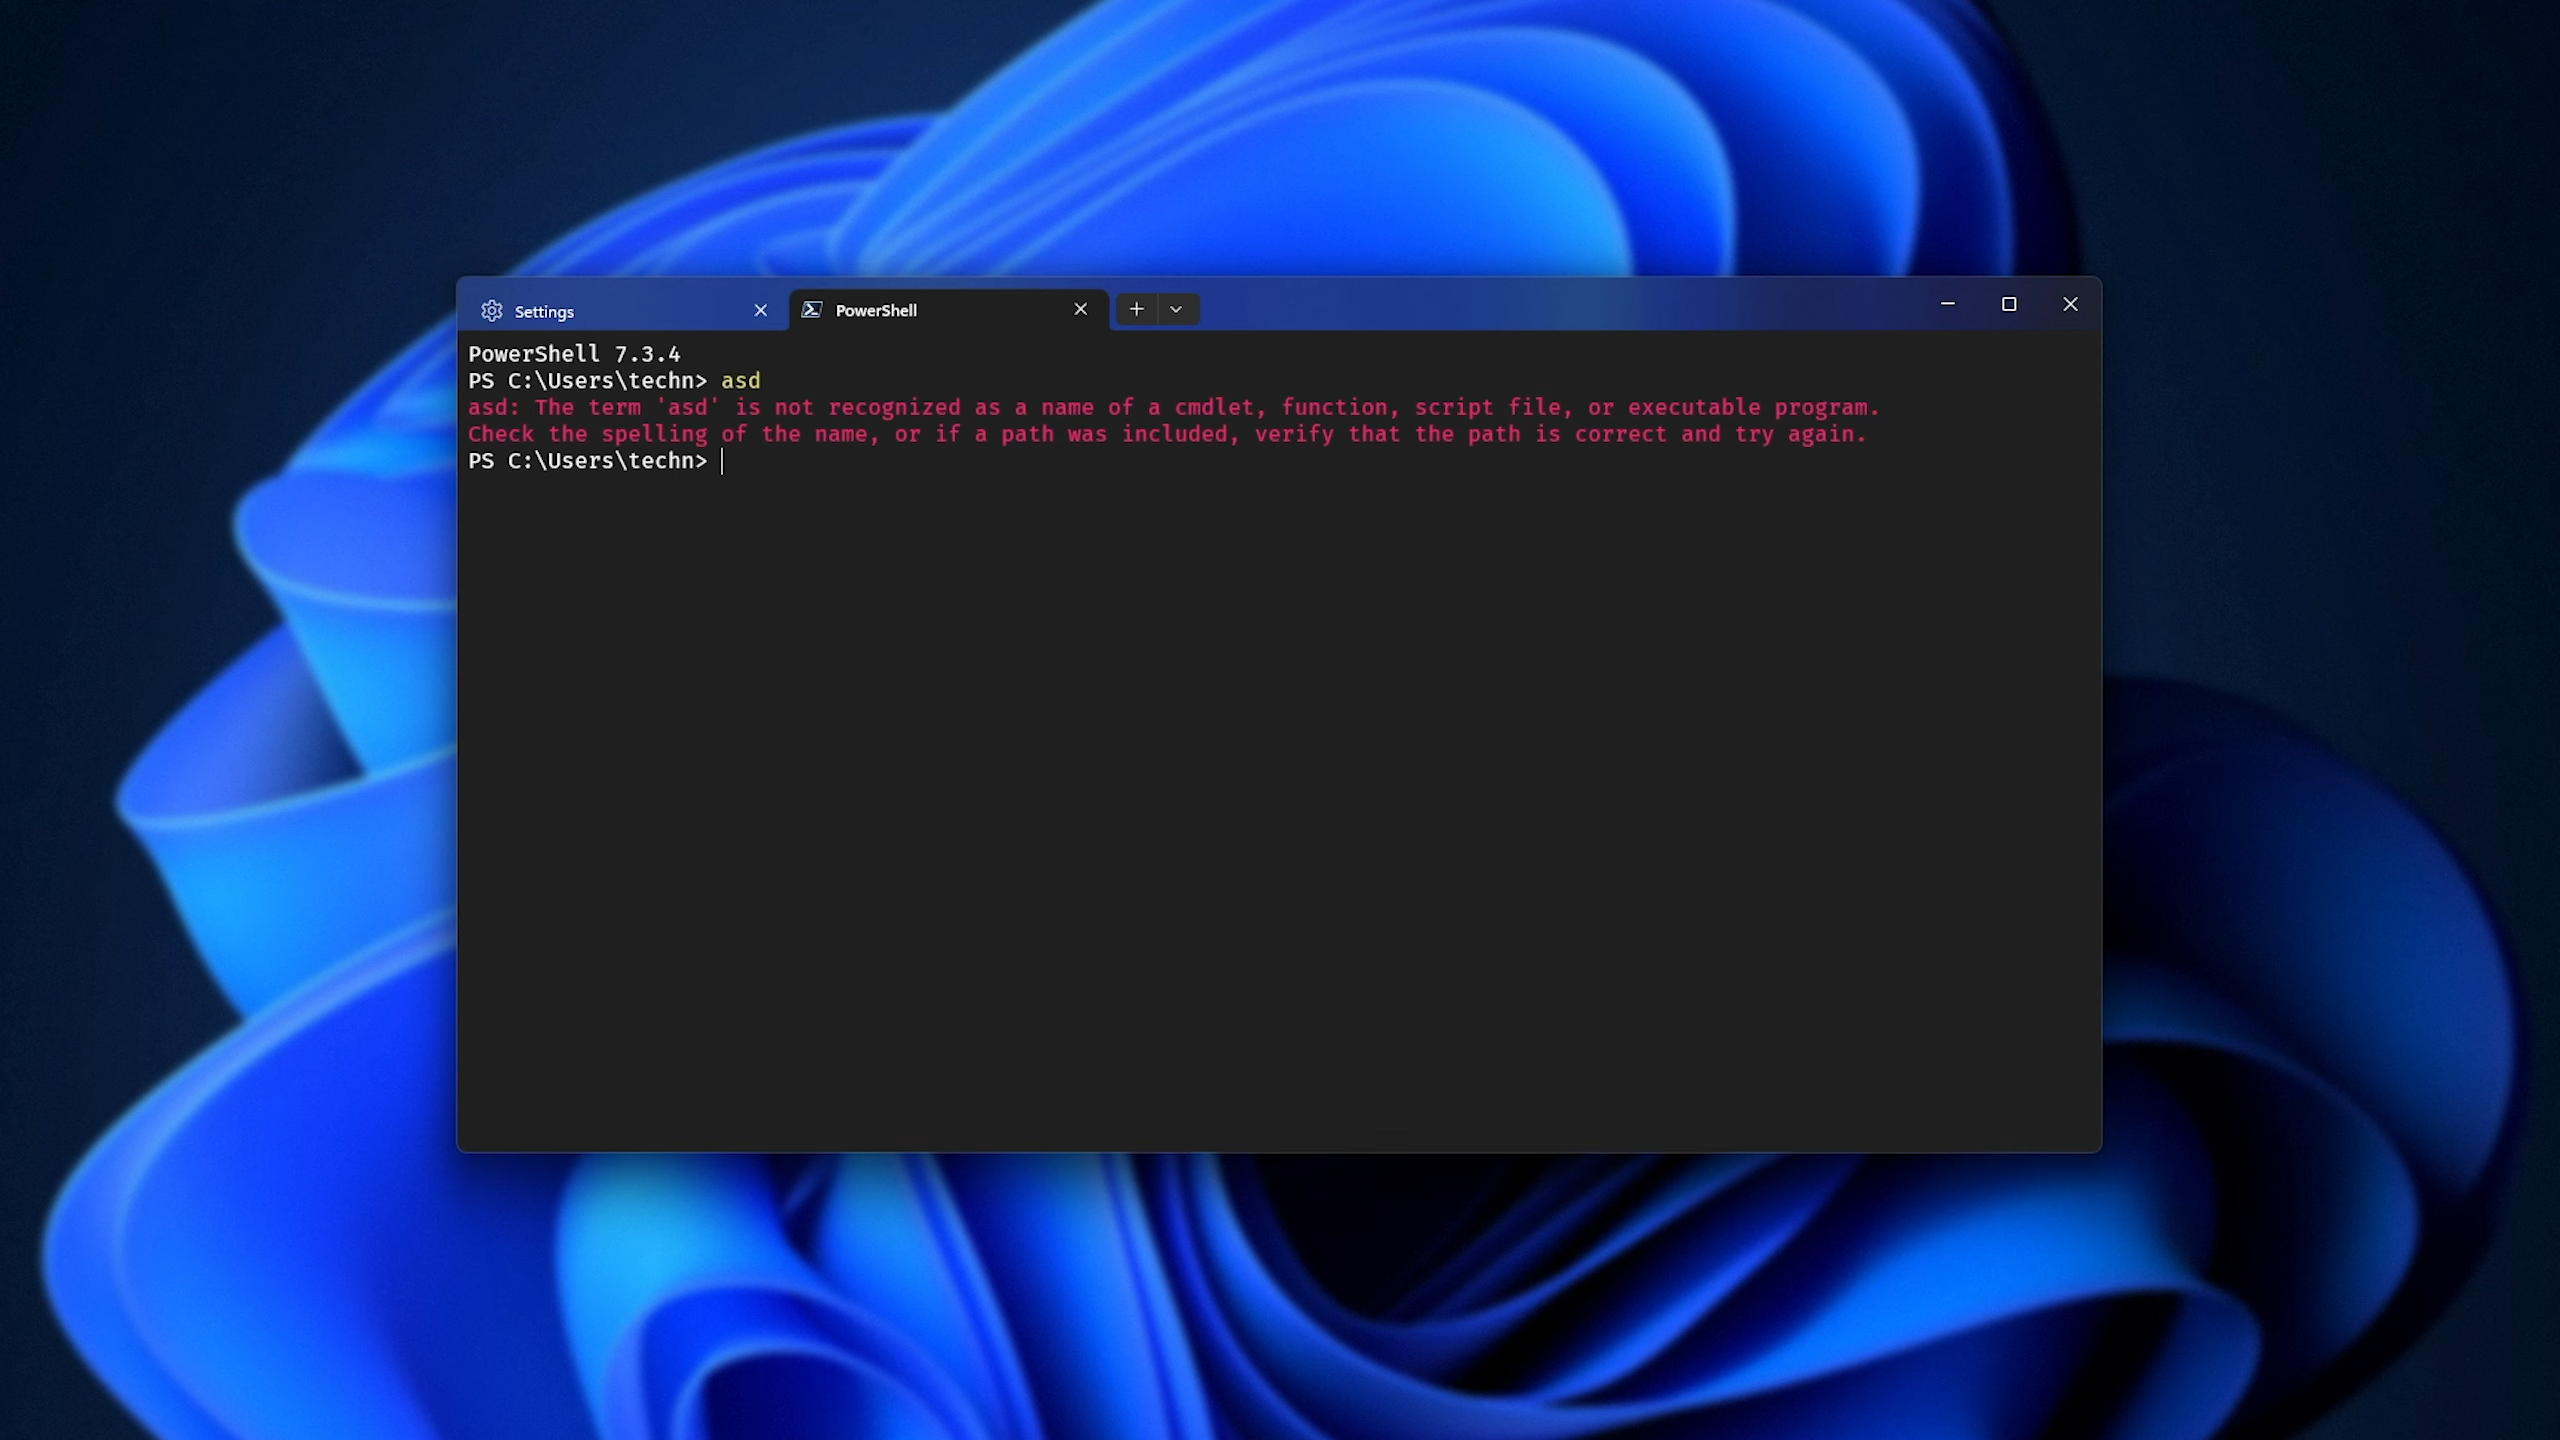 Settings
PowerShell
PowerShell 7.3.4
PS C:\Users\techn> asd
asd: The term 'asd' is not recognized as a name of a cmdlet, function, script file, or executable program.
Check the spelling of the name, or if a path was included, verify that the path is correct and try again.
PS C:\Users\techn>